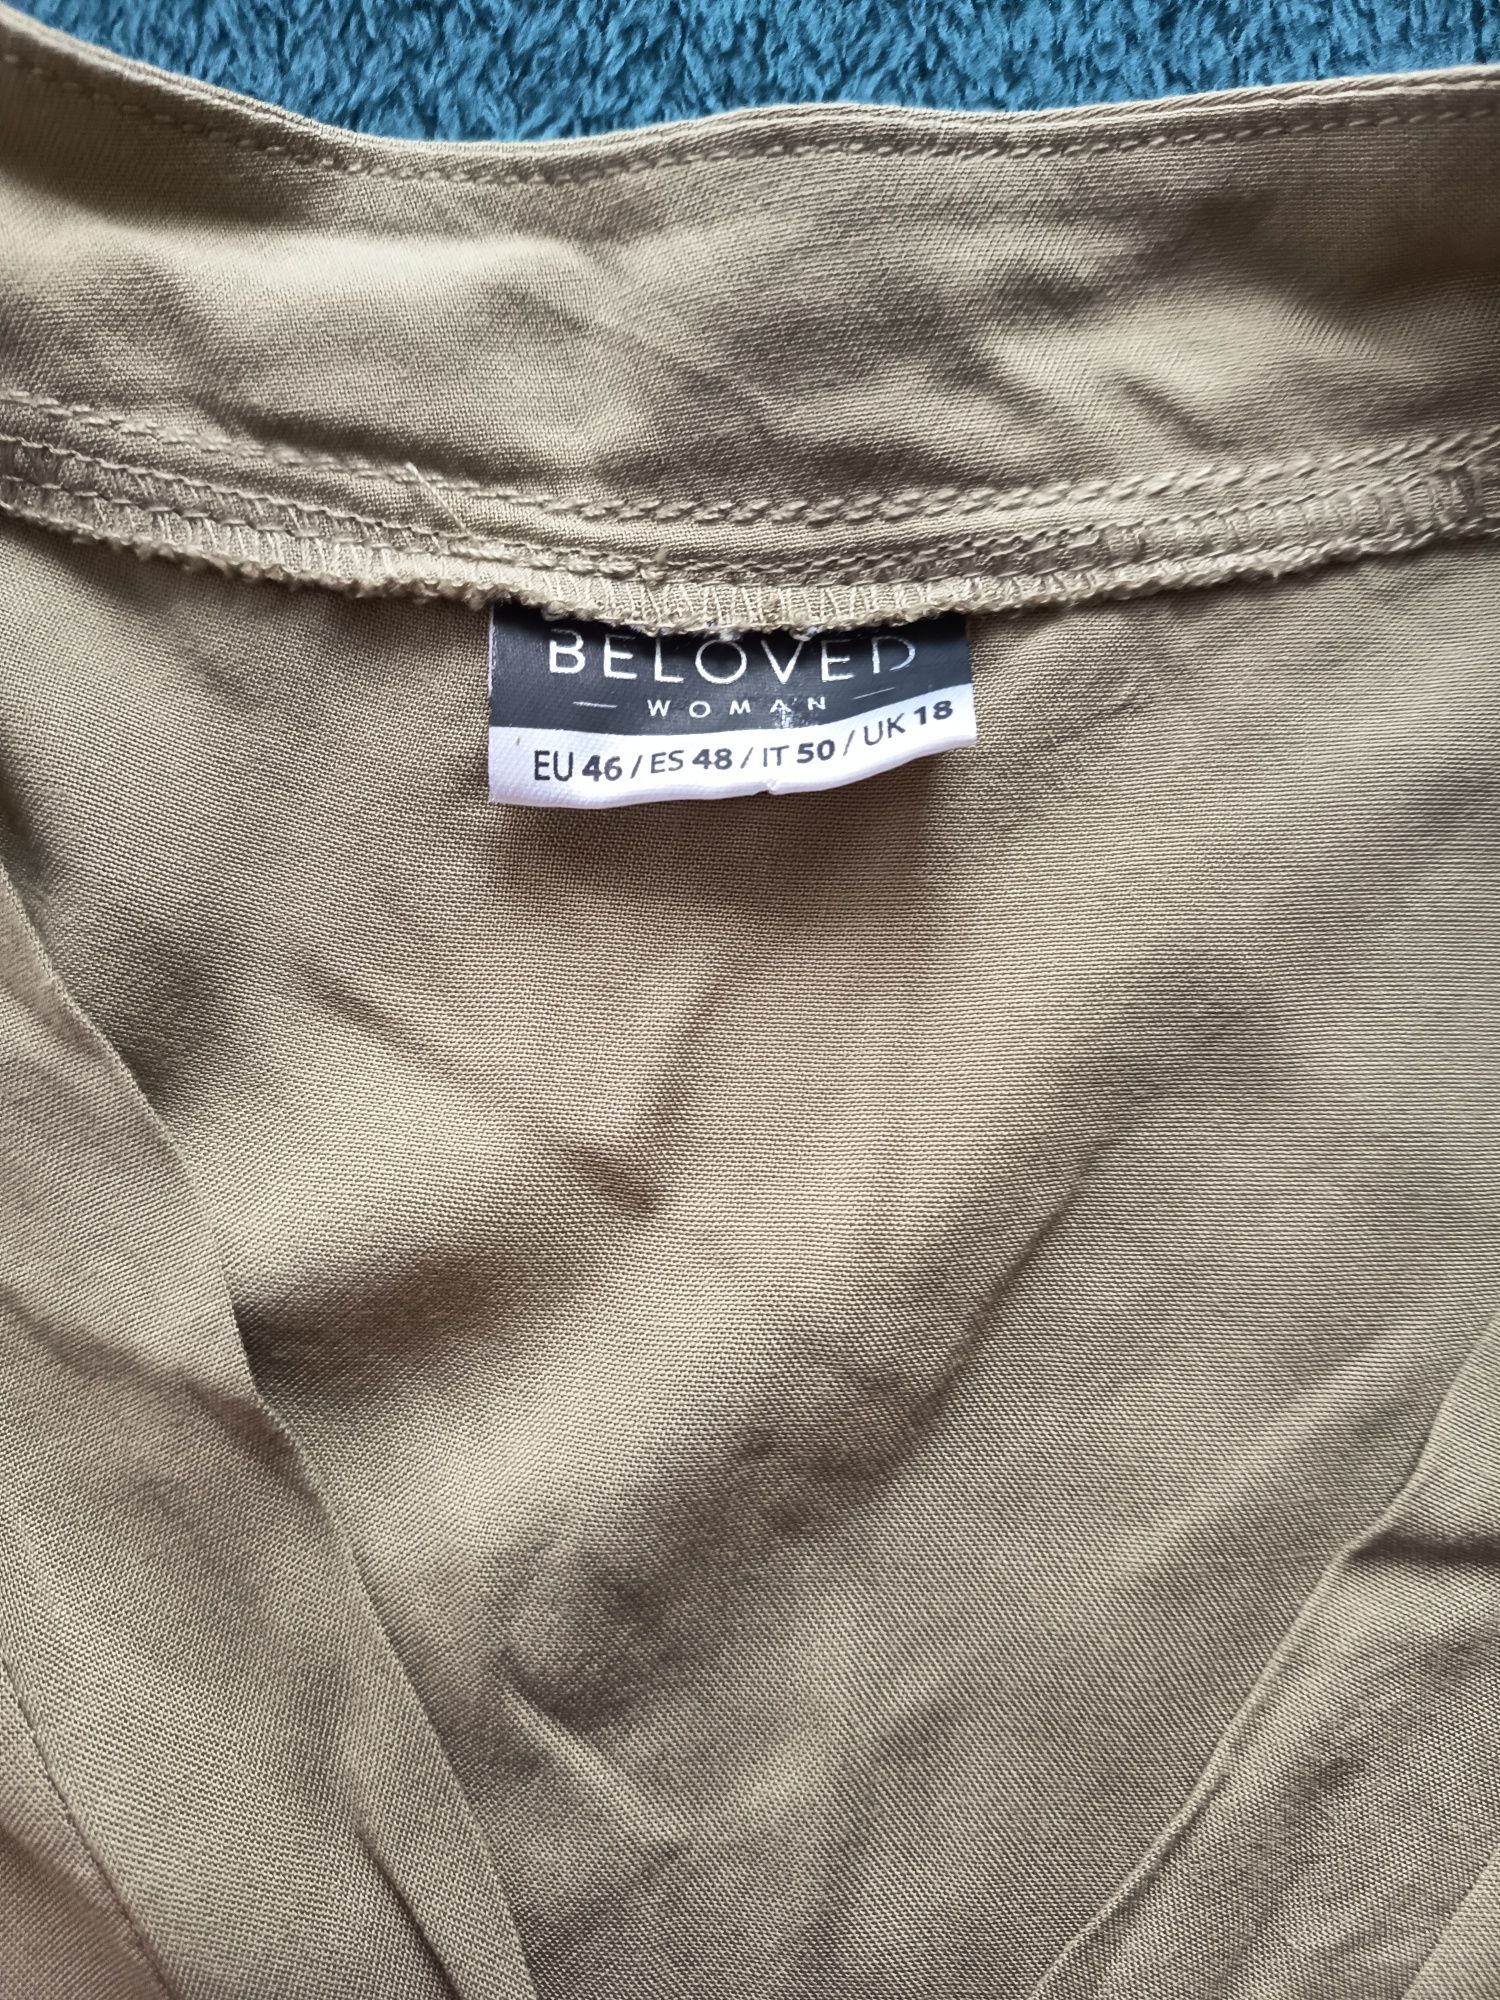 BELOVED
WOMAN
EU 46 / ES 48 / IT 50 / UK 18